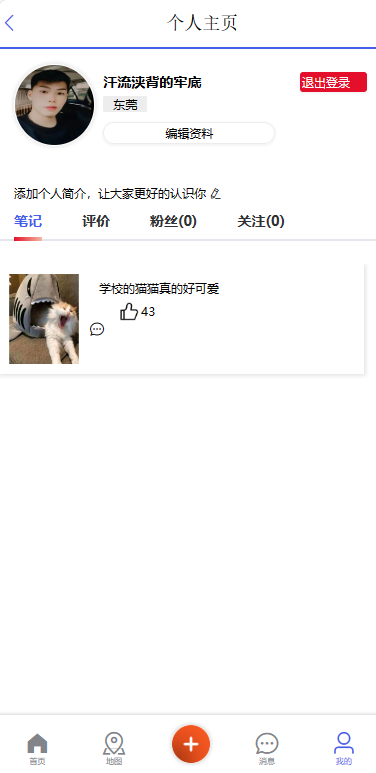 个人主页
汗流浃背的牢底
退出登录
东莞
编辑资料
添加个人简介，让大家更好的认识你
笔记 评价 粉丝(0) 关注(0)
学校的猫猫真的好可爱
43
首页 地图 消息 我的